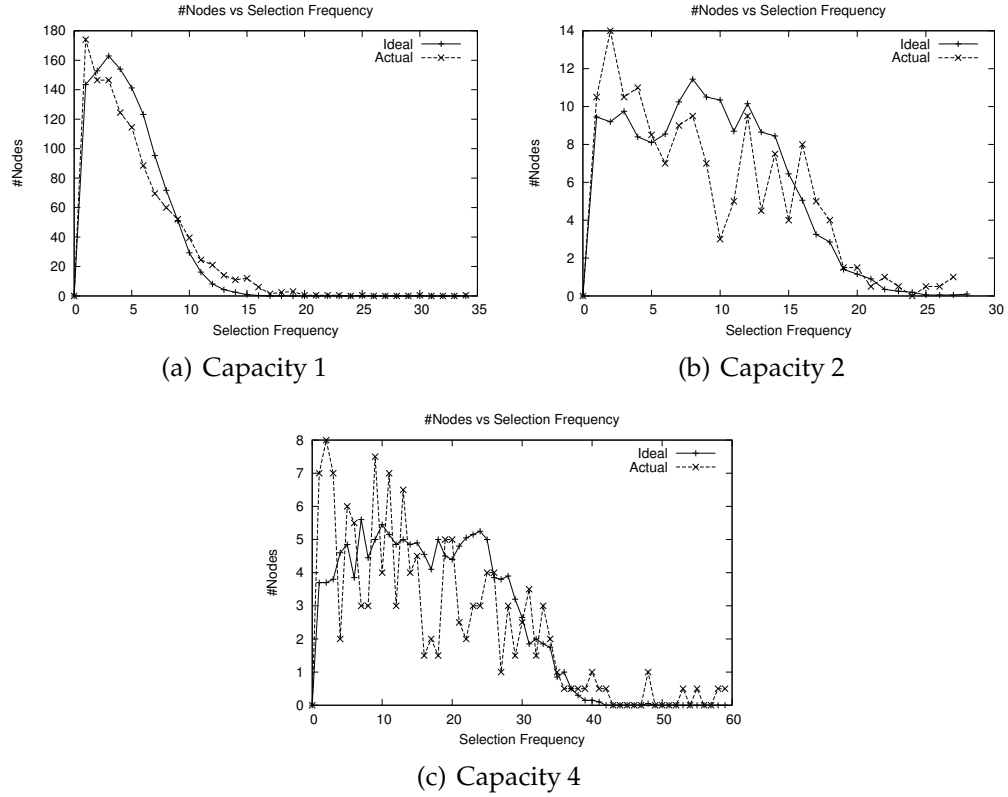 #Nodes vs Selection Frequency
#Nodes
180
160
140
120
100
80
60
40
20
0
0 5 10 15 20 25 30 35
Selection Frequency
Ideal
Actual
(a) Capacity 1
#Nodes vs Selection Frequency
#Nodes
14
12
10
8
6
4
2
0
0 5 10 15 20 25 30
Selection Frequency
Ideal
Actual
(b) Capacity 2
#Nodes vs Selection Frequency
#Nodes
8
7
6
5
4
3
2
1
0
0 10 20 30 40 50 60
Selection Frequency
Ideal
Actual
(c) Capacity 4